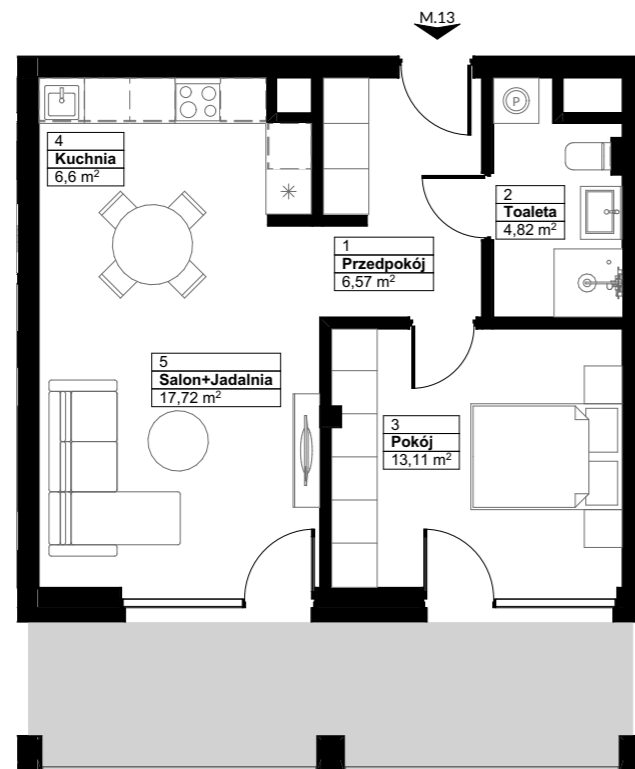 M.13
4
Kuchnia
6,6 m²
P
2
Toaleta
4,82 m²
1
Przedpokój
6,57 m²
5
Salon+Jadalnia
17,72 m²
3
Pokój
13,11 m²